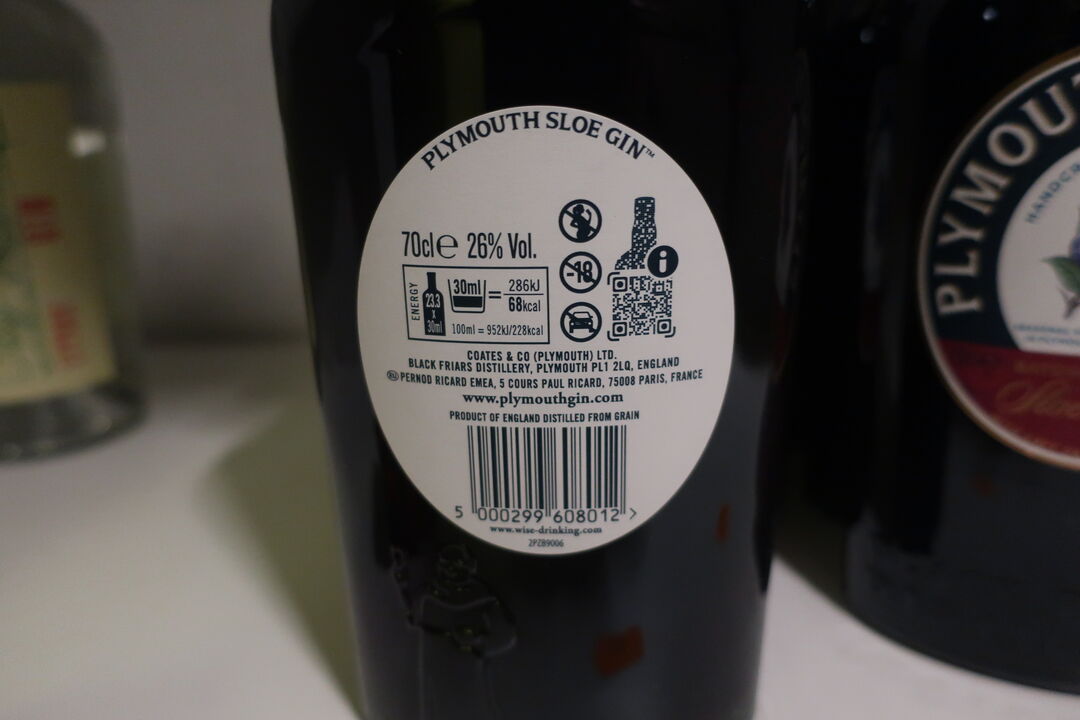 PLYMOUTH SLOE GIN™
70cl℮ 26% Vol.
ENERGY
23.3
x
30ml
30ml
=
286kJ
68kcal
100ml = 952kJ/228kcal
-18
i
COATES & CO (PLYMOUTH) LTD.
BLACK FRIARS DISTILLERY, PLYMOUTH PL1 2LQ, ENGLAND
EU PERNOD RICARD EMEA, 5 COURS PAUL RICARD, 75008 PARIS, FRANCE
www.plymouthgin.com
PRODUCT OF ENGLAND DISTILLED FROM GRAIN
5 000299 608012 >
www.wise-drinking.com
2PZB9006
PLYMOU
HANDCR